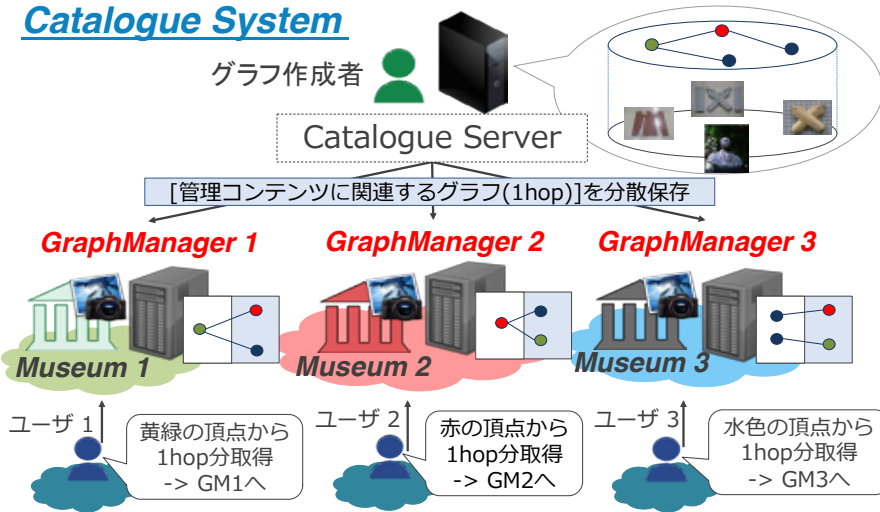 Catalogue System
グラフ作成者
Catalogue Server
[管理コンテンツに関連するグラフ(1hop)]を分散保存
GraphManager 1
GraphManager 2
GraphManager 3
Museum 1
Museum 2
Museum 3
ユーザ 1
黄緑の頂点から
1hop分取得
-> GM1へ
ユーザ 2
赤の頂点から
1hop分取得
-> GM2へ
ユーザ 3
水色の頂点から
1hop分取得
-> GM3へ